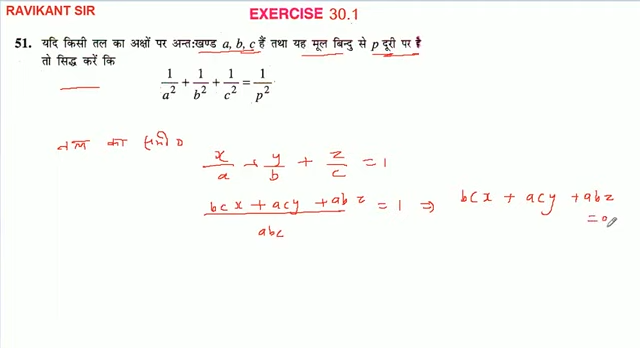 RAVIKANT SIR
EXERCISE 30.1
51. यदि किसी तल का अक्षों पर अन्तःखण्ड a, b, c हैं तथा यह मूल बिन्दु से p दूरी पर है
तो सिद्ध करें कि
1/a² + 1/b² + 1/c² = 1/p²
तल का समी०
x/a + y/b + z/c = 1
(bcx + acy + abz)/abc = 1 ⇒ bcx + acy + abz
= a